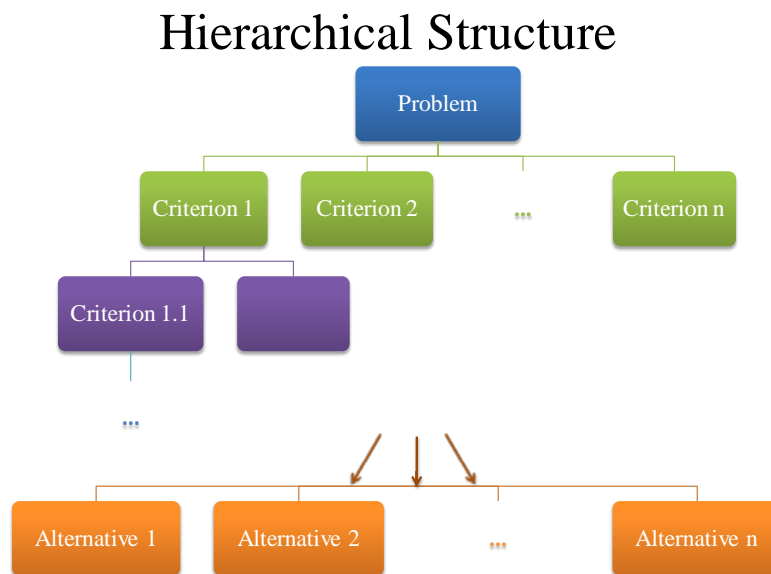 Hierarchical Structure
Problem
Criterion 1
Criterion 2
...
Criterion n
Criterion 1.1
...
Alternative 1
Alternative 2
...
Alternative n